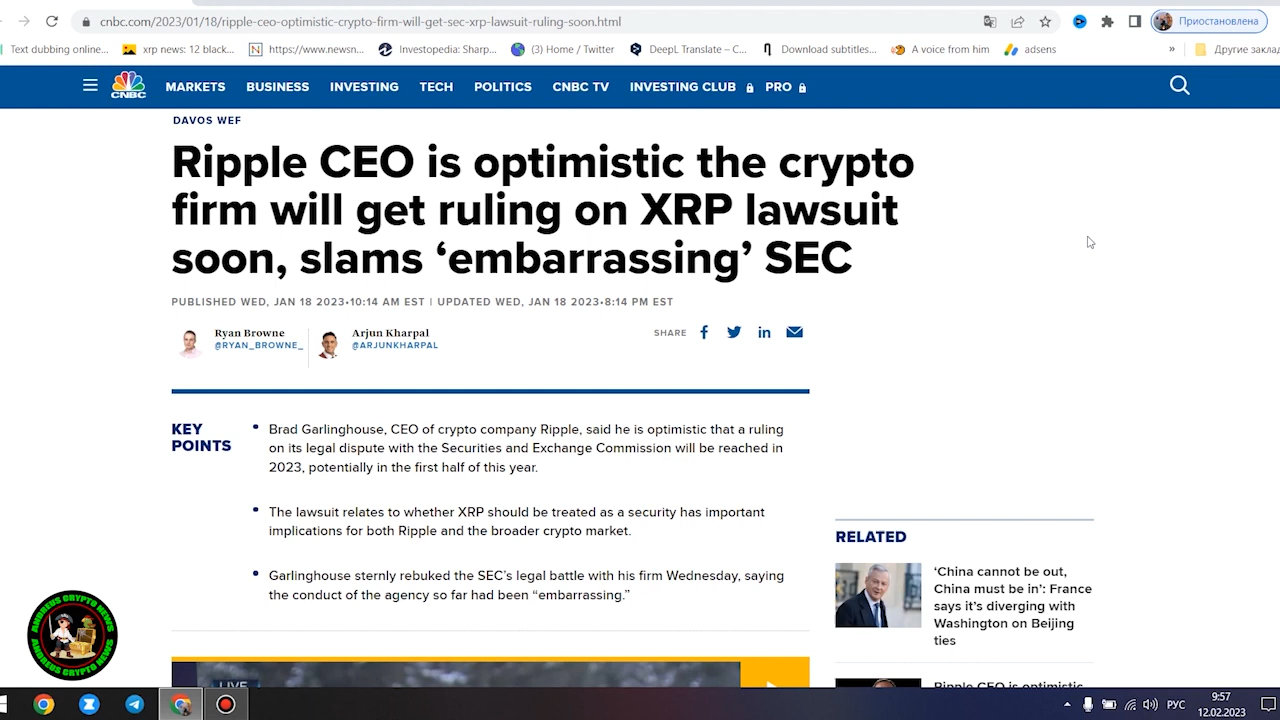 cnbc.com/2023/01/18/ripple-ceo-optimistic-crypto-firm-will-get-sec-xrp-lawsuit-ruling-soon.html
Приостановлена
Text dubbing online...
xrp news: 12 black...
https://www.newsn...
Investopedia: Sharp...
(3) Home / Twitter
DeepL Translate – C...
Download subtitles...
A voice from him
adsens
»
Другие заклад
CNBC
MARKETS
BUSINESS
INVESTING
TECH
POLITICS
CNBC TV
INVESTING CLUB
PRO
DAVOS WEF
Ripple CEO is optimistic the crypto
firm will get ruling on XRP lawsuit
soon, slams ‘embarrassing’ SEC
PUBLISHED WED, JAN 18 2023•10:14 AM EST | UPDATED WED, JAN 18 2023•8:14 PM EST
Ryan Browne
@RYAN_BROWNE_
Arjun Kharpal
@ARJUNKHARPAL
SHARE
KEY
POINTS
Brad Garlinghouse, CEO of crypto company Ripple, said he is optimistic that a ruling
on its legal dispute with the Securities and Exchange Commission will be reached in
2023, potentially in the first half of this year.
The lawsuit relates to whether XRP should be treated as a security has important
implications for both Ripple and the broader crypto market.
Garlinghouse sternly rebuked the SEC’s legal battle with his firm Wednesday, saying
the conduct of the agency so far had been “embarrassing.”
RELATED
‘China cannot be out,
China must be in’: France
says it’s diverging with
Washington on Beijing
ties
Ripple CEO is optimistic
LIVE
ANDREUS CRYPTO NEWS
ANDREUS CRYPTO NEWS
РУС
9:57
12.02.2023